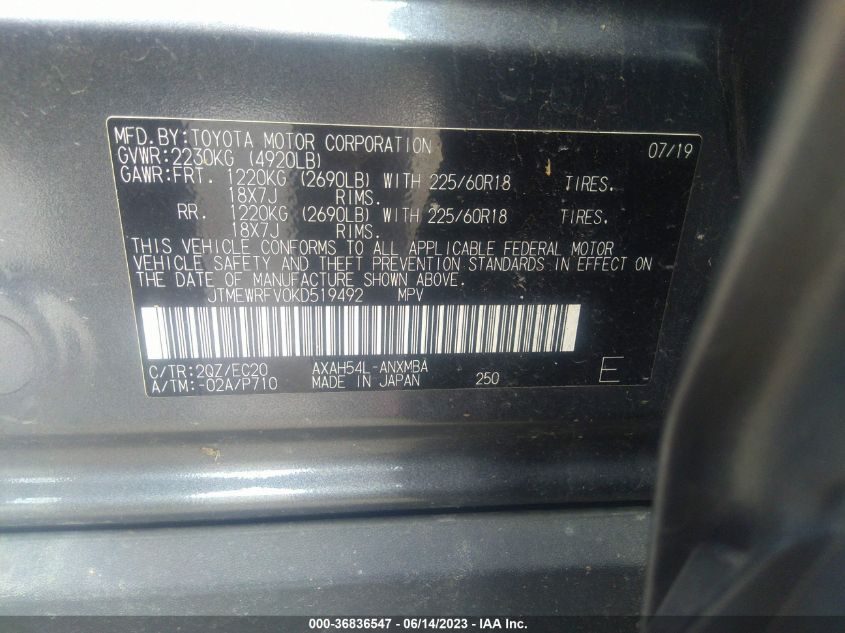 MFD.BY:TOYOTA MOTOR CORPORATION 07/19
GVWR:2230KG (4920LB)
GAWR:FRT. 1220KG (2690LB) WITH 225/60R18 TIRES.
18X7J RIMS.
RR. 1220KG (2690LB) WITH 225/60R18 TIRES.
18X7J RIMS.
THIS VEHICLE CONFORMS TO ALL APPLICABLE FEDERAL MOTOR
VEHICLE SAFETY AND THEFT PREVENTION STANDARDS IN EFFECT ON
THE DATE OF MANUFACTURE SHOWN ABOVE.
JTMEWRFV0KD519492 MPV
C/TR:2QZ/EC20 AXAH54L-ANXMBA
A/TM:-02A/P710 MADE IN JAPAN 250 E
000-36836547 - 06/14/2023 - IAA Inc.